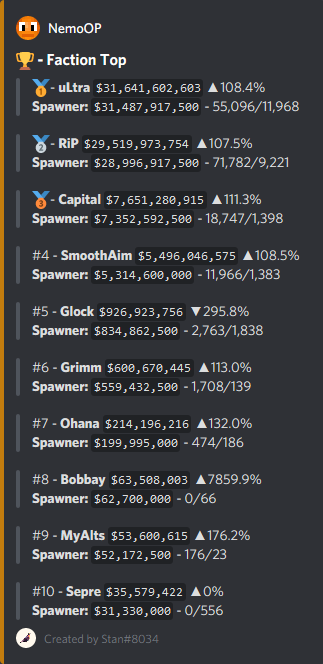 NemoOP
🏆 - Faction Top
🥇 - uLtra $31,641,602,603 ▲108.4%
Spawner: $31,487,917,500 - 55,096/11,968
🥈 - RiP $29,519,973,754 ▲107.5%
Spawner: $28,996,917,500 - 71,782/9,221
🥉 - Capital $7,651,280,915 ▲111.3%
Spawner: $7,352,592,500 - 18,747/1,398
#4 - SmoothAim $5,496,046,575 ▲108.5%
Spawner: $5,314,600,000 - 11,966/1,383
#5 - Glock $926,923,756 ▼295.8%
Spawner: $834,862,500 - 2,763/1,838
#6 - Grimm $600,670,445 ▲113.0%
Spawner: $559,432,500 - 1,708/139
#7 - Ohana $214,196,216 ▲132.0%
Spawner: $199,995,000 - 474/186
#8 - Bobbay $63,508,003 ▲7859.9%
Spawner: $62,700,000 - 0/66
#9 - MyAlts $53,600,615 ▲176.2%
Spawner: $52,172,500 - 176/23
#10 - Sepre $35,579,422 ▲0%
Spawner: $31,330,000 - 0/556
Created by Stan#8034